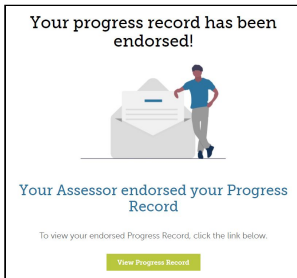 Your progress record has been
endorsed!
Your Assessor endorsed your Progress
Record
To view your endorsed Progress Record, click the link below.
View Progress Record